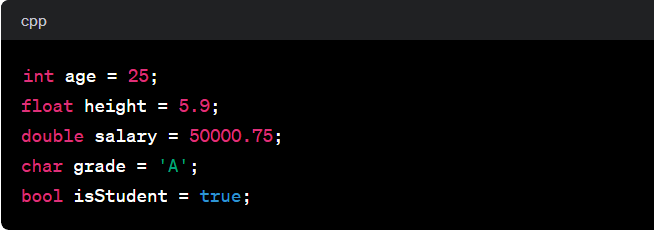 cpp
int age = 25;
float height = 5.9;
double salary = 50000.75;
char grade = 'A';
bool isStudent = true;